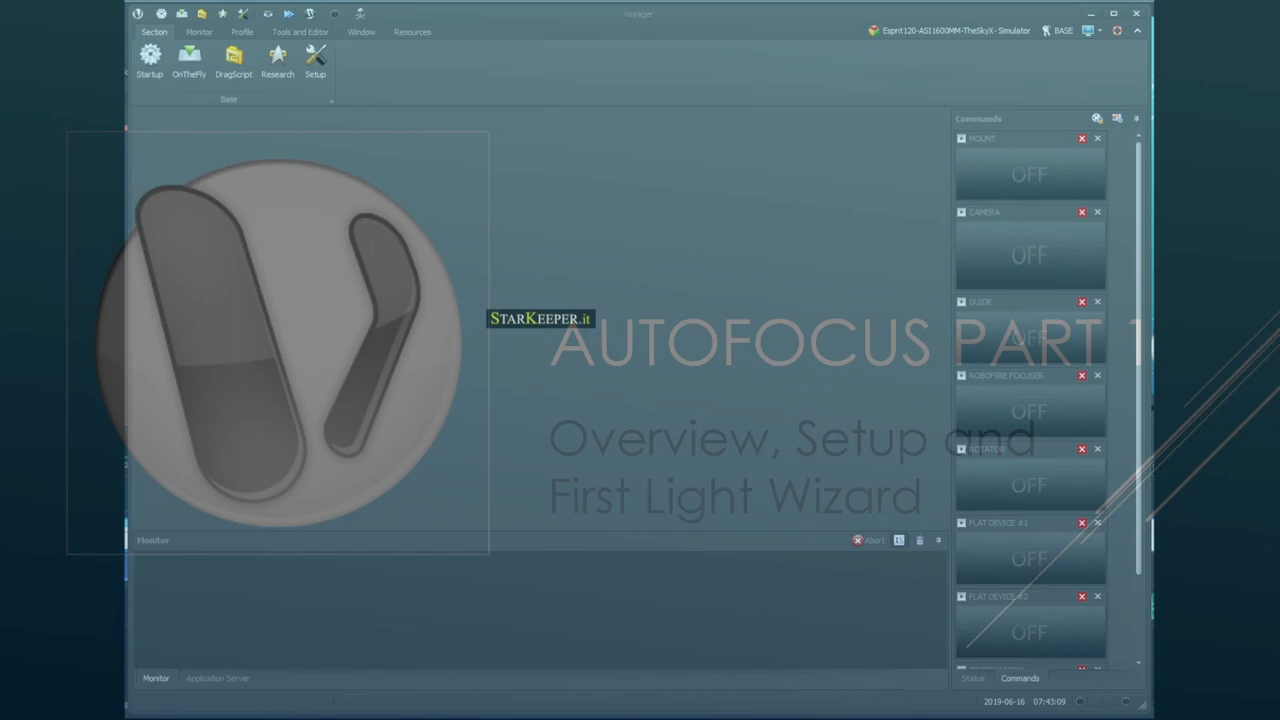 Voyager
Section Monitor Profile Tools and Editor Window Resources
Esprit120-ASI1600MM-TheSkyX- Simulator BASE
Startup OnTheFly DragScript Research Setup
Base
Commands
MOUNT
OFF
CAMERA
OFF
GUIDE
OFF
STARKEEPER.it
AUTOFOCUS PART 1
ROBOFIRE FOCUSER
OFF
Overview, Setup and
First Light Wizard
ROTATOR
OFF
FLAT DEVICE #1
OFF
Monitor
Abort
FLAT DEVICE #2
OFF
Monitor Application Server
Status Commands
2019-06-16 07:43:09